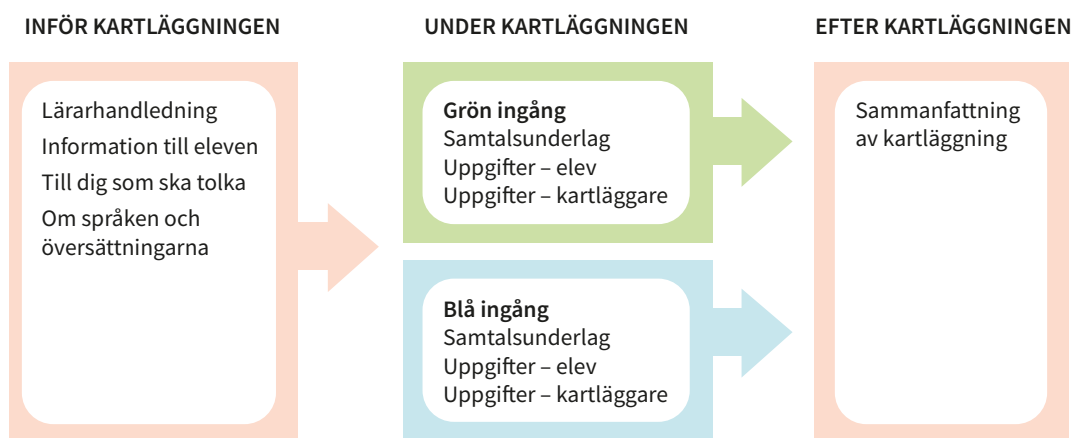 INFÖR KARTLÄGGNINGEN
Lärarhandledning
Information till eleven
Till dig som ska tolka
Om språken och
översättningarna
UNDER KARTLÄGGNINGEN
Grön ingång
Samtalsunderlag
Uppgifter – elev
Uppgifter – kartläggare
Blå ingång
Samtalsunderlag
Uppgifter – elev
Uppgifter – kartläggare
EFTER KARTLÄGGNINGEN
Sammanfattning
av kartläggning